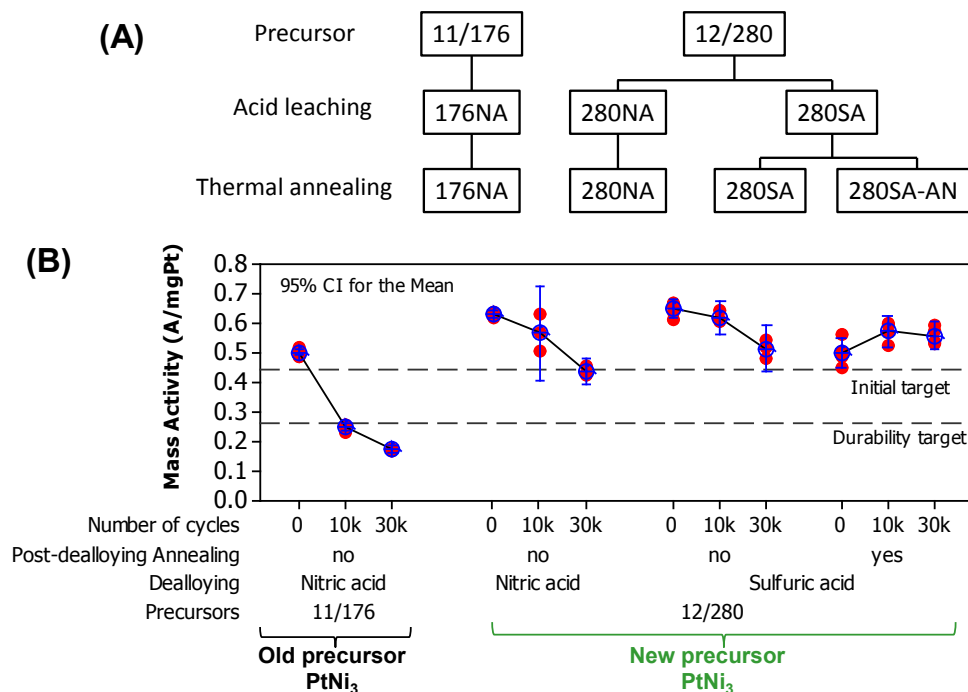 (A)
Precursor 11/176 12/280
Acid leaching 176NA 280NA 280SA
Thermal annealing 176NA 280NA 280SA 280SA-AN
(B)
Mass Activity (A/mgPt)
0.8
0.7
0.6
0.5
0.4
0.3
0.2
0.1
0.0
95% CI for the Mean
Initial target
Durability target
Number of cycles 0 10k 30k 0 10k 30k 0 10k 30k 0 10k 30k
Post-dealloying Annealing no no no yes
Dealloying Nitric acid Nitric acid Sulfuric acid
Precursors 11/176 12/280
Old precursor
PtNi₃
New precursor
PtNi₃